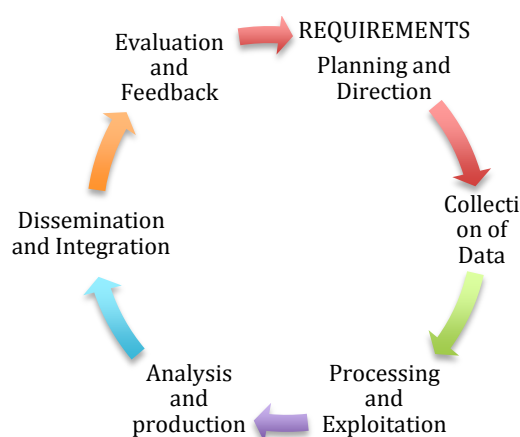 REQUIREMENTS
Planning and
Direction
Collecti
on of
Data
Processing
and
Exploitation
Analysis
and
production
Dissemination
and Integration
Evaluation
and
Feedback